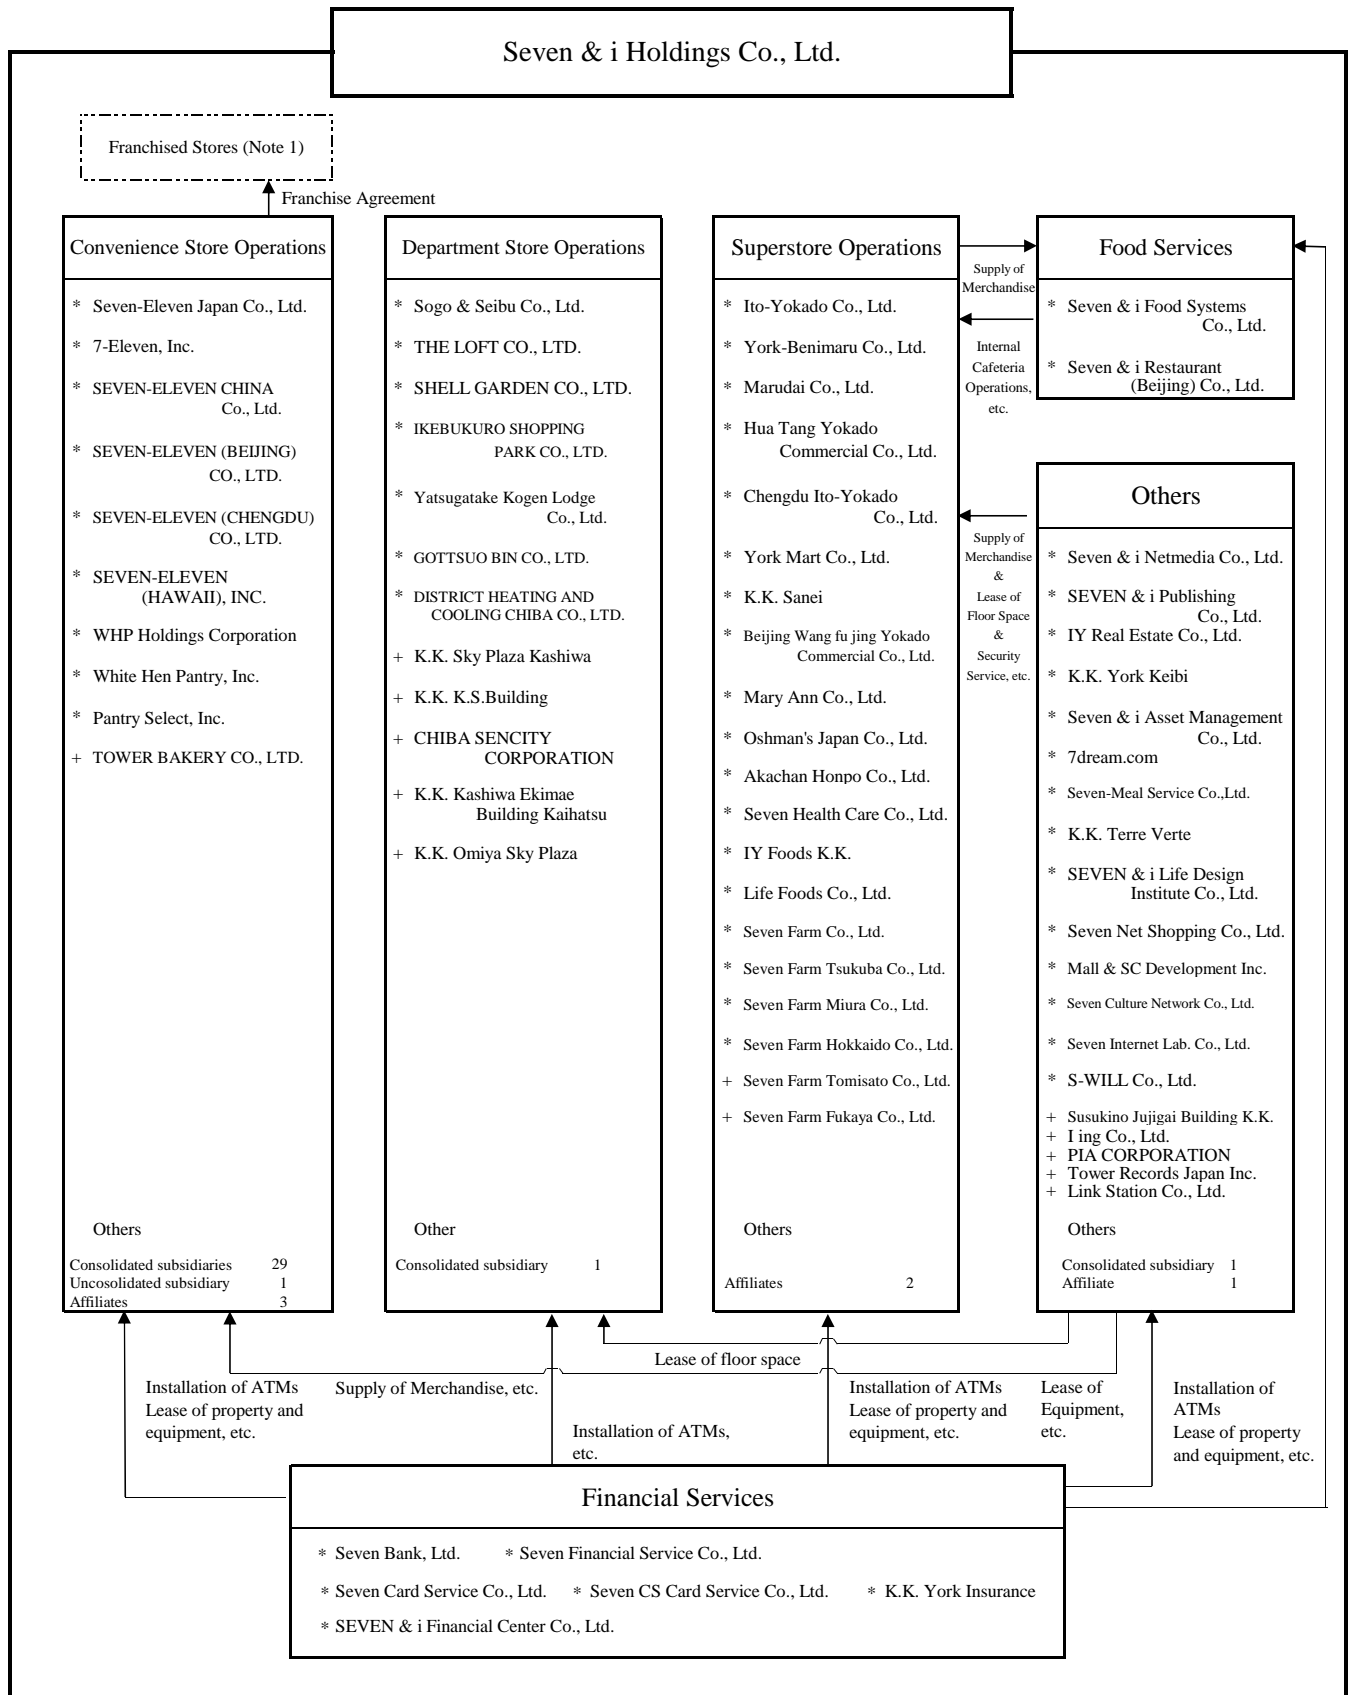 Seven & i Holdings Co., Ltd.
Franchised Stores (Note 1)
Franchise Agreement
Convenience Store Operations
* Seven-Eleven Japan Co., Ltd.
* 7-Eleven, Inc.
* SEVEN-ELEVEN CHINA
Co., Ltd.
* SEVEN-ELEVEN (BEIJING)
CO., LTD.
* SEVEN-ELEVEN (CHENGDU)
CO., LTD.
* SEVEN-ELEVEN
(HAWAII), INC.
* WHP Holdings Corporation
* White Hen Pantry, Inc.
* Pantry Select, Inc.
+ TOWER BAKERY CO., LTD.
Others
Consolidated subsidiaries 29
Uncosolidated subsidiary 1
Affiliates 3
Department Store Operations
* Sogo & Seibu Co., Ltd.
* THE LOFT CO., LTD.
* SHELL GARDEN CO., LTD.
* IKEBUKURO SHOPPING
PARK CO., LTD.
* Yatsugatake Kogen Lodge
Co., Ltd.
* GOTTSUO BIN CO., LTD.
* DISTRICT HEATING AND
COOLING CHIBA CO., LTD.
+ K.K. Sky Plaza Kashiwa
+ K.K. K.S.Building
+ CHIBA SENCITY
CORPORATION
+ K.K. Kashiwa Ekimae
Building Kaihatsu
+ K.K. Omiya Sky Plaza
Other
Consolidated subsidiary 1
Superstore Operations
* Ito-Yokado Co., Ltd.
* York-Benimaru Co., Ltd.
* Marudai Co., Ltd.
* Hua Tang Yokado
Commercial Co., Ltd.
* Chengdu Ito-Yokado
Co., Ltd.
* York Mart Co., Ltd.
* K.K. Sanei
* Beijing Wang fu jing Yokado
Commercial Co., Ltd.
* Mary Ann Co., Ltd.
* Oshman's Japan Co., Ltd.
* Akachan Honpo Co., Ltd.
* Seven Health Care Co., Ltd.
* IY Foods K.K.
* Life Foods Co., Ltd.
* Seven Farm Co., Ltd.
* Seven Farm Tsukuba Co., Ltd.
* Seven Farm Miura Co., Ltd.
* Seven Farm Hokkaido Co., Ltd.
+ Seven Farm Tomisato Co., Ltd.
+ Seven Farm Fukaya Co., Ltd.
Others
Affiliates 2
Supply of
Merchandise
Internal
Cafeteria
Operations,
etc.
Supply of
Merchandise
&
Lease of
Floor Space
&
Security
Service, etc.
Food Services
* Seven & i Food Systems
Co., Ltd.
* Seven & i Restaurant
(Beijing) Co., Ltd.
Others
* Seven & i Netmedia Co., Ltd.
* SEVEN & i Publishing
Co., Ltd.
* IY Real Estate Co., Ltd.
* K.K. York Keibi
* Seven & i Asset Management
Co., Ltd.
* 7dream.com
* Seven-Meal Service Co.,Ltd.
* K.K. Terre Verte
* SEVEN & i Life Design
Institute Co., Ltd.
* Seven Net Shopping Co., Ltd.
* Mall & SC Development Inc.
* Seven Culture Network Co., Ltd.
* Seven Internet Lab. Co., Ltd.
* S-WILL Co., Ltd.
+ Susukino Jujigai Building K.K.
+ I ing Co., Ltd.
+ PIA CORPORATION
+ Tower Records Japan Inc.
+ Link Station Co., Ltd.
Others
Consolidated subsidiary 1
Affiliate 1
Lease of floor space
Installation of ATMs
Lease of property and
equipment, etc.
Supply of Merchandise, etc.
Installation of ATMs,
etc.
Installation of ATMs
Lease of property and
equipment, etc.
Lease of
Equipment,
etc.
Installation of
ATMs
Lease of property
and equipment, etc.
Financial Services
* Seven Bank, Ltd. * Seven Financial Service Co., Ltd.
* Seven Card Service Co., Ltd. * Seven CS Card Service Co., Ltd. * K.K. York Insurance
* SEVEN & i Financial Center Co., Ltd.